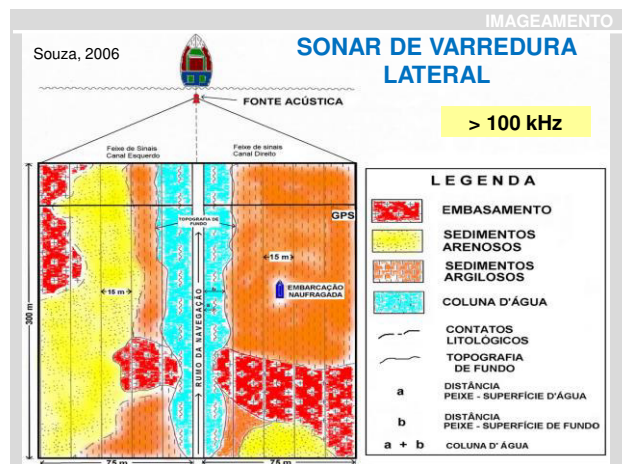 IMAGEAMENTO
Souza, 2006
SONAR DE VARREDURA
LATERAL
FONTE ACÚSTICA
> 100 kHz
Feixe de Sinais
Canal Esquerdo
Feixe de sinais
Canal Direito
TOPOGRAFIA DE
FUNDO
GPS
15 m
15 m
EMBARCAÇÃO
NAUFRAGADA
300 m
RUMO DA NAVEGAÇÃO
75 m
75 m
LEGENDA
EMBASAMENTO
SEDIMENTOS
ARENOSOS
SEDIMENTOS
ARGILOSOS
COLUNA D'ÁGUA
CONTATOS
LITOLÓGICOS
TOPOGRAFIA
DE FUNDO
a
DISTÂNCIA
PEIXE - SUPERFÍCIE D'ÁGUA
b
DISTÂNCIA
PEIXE - SUPERFÍCIE DE FUNDO
a + b
COLUNA D' ÁGUA